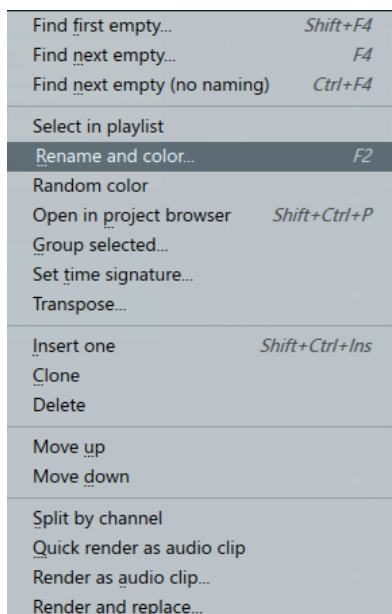 Find first empty... Shift+F4
Find next empty... F4
Find next empty (no naming) Ctrl+F4
Select in playlist
Rename and color... F2
Random color
Open in project browser Shift+Ctrl+P
Group selected...
Set time signature...
Transpose...
Insert one Shift+Ctrl+Ins
Clone
Delete
Move up
Move down
Split by channel
Quick render as audio clip
Render as audio clip...
Render and replace...